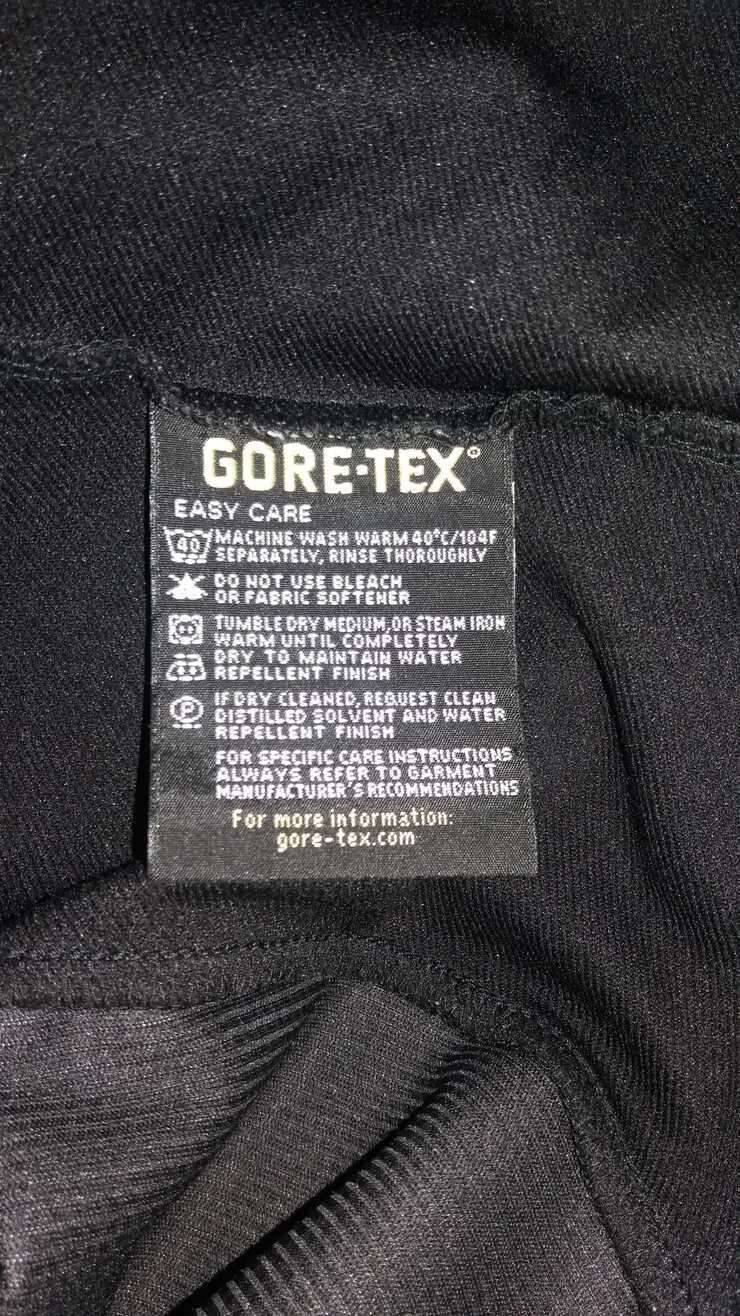 GORE-TEX®
EASY CARE
40 MACHINE WASH WARM 40°C/104F
SEPARATELY, RINSE THOROUGHLY
DO NOT USE BLEACH
OR FABRIC SOFTENER
TUMBLE DRY MEDIUM, OR STEAM IRON
WARM UNTIL COMPLETELY
DRY TO MAINTAIN WATER
REPELLENT FINISH
P IF DRY CLEANED, REQUEST CLEAN
DISTILLED SOLVENT AND WATER
REPELLENT FINISH
FOR SPECIFIC CARE INSTRUCTIONS
ALWAYS REFER TO GARMENT
MANUFACTURER'S RECOMMENDATIONS
For more information:
gore-tex.com